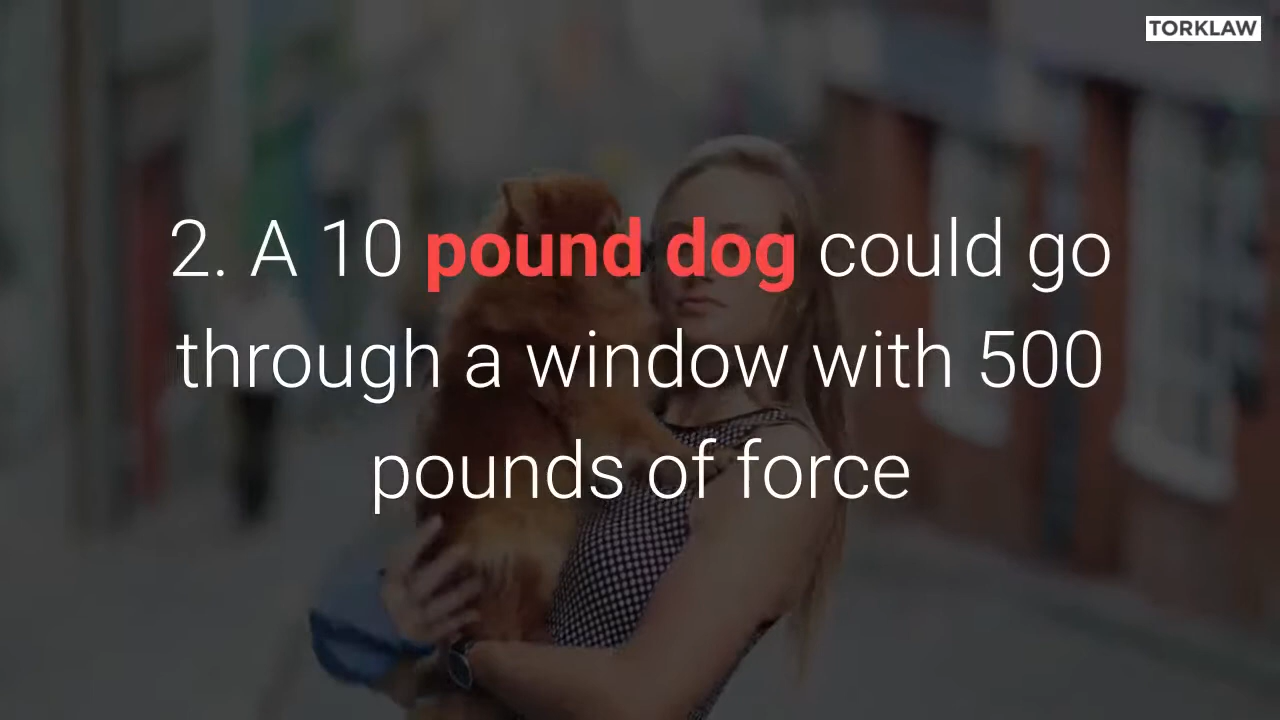 TORKLAW
2. A 10 pound dog could go
through a window with 500
pounds of force